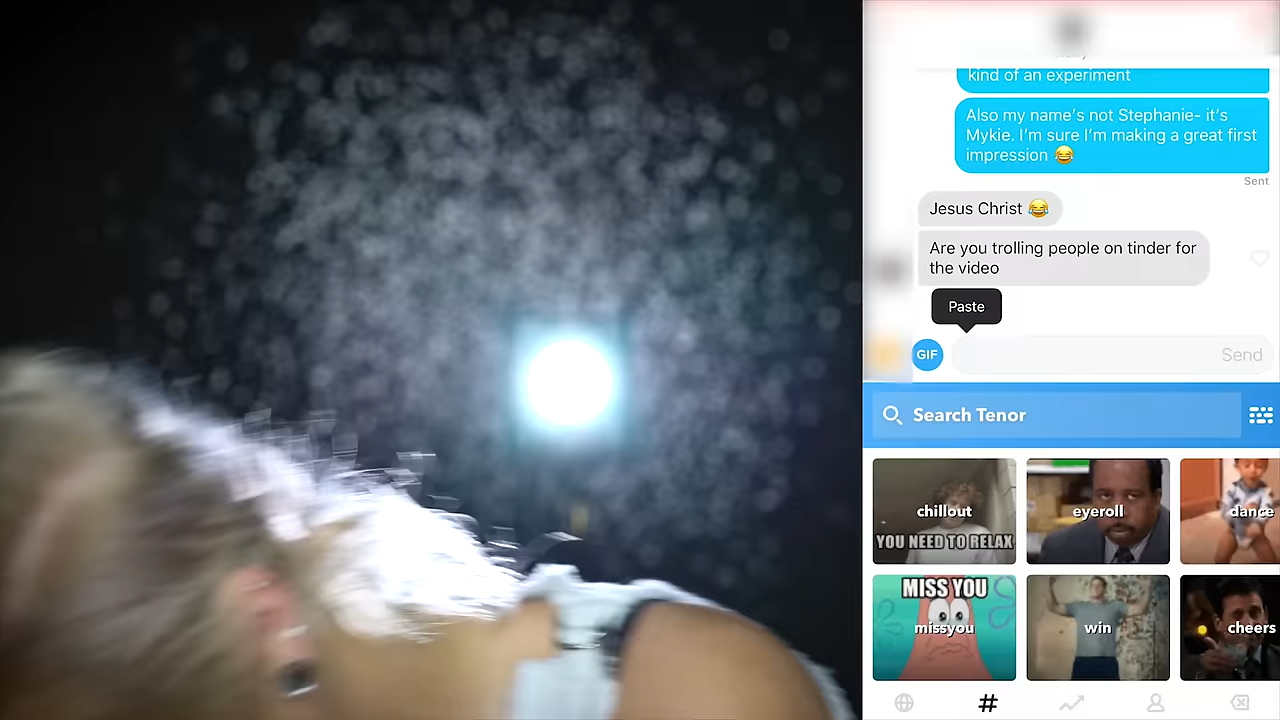 kind of an experiment
Also my name's not Stephanie- it's
Mykie. I'm sure I'm making a great first
impression 😂
Sent
Jesus Christ 😂
Are you trolling people on tinder for
the video
Paste
GIF
Send
Search Tenor
chillout
YOU NEED TO RELAX
eyeroll
dance
MISS YOU
missyou
win
cheers
#